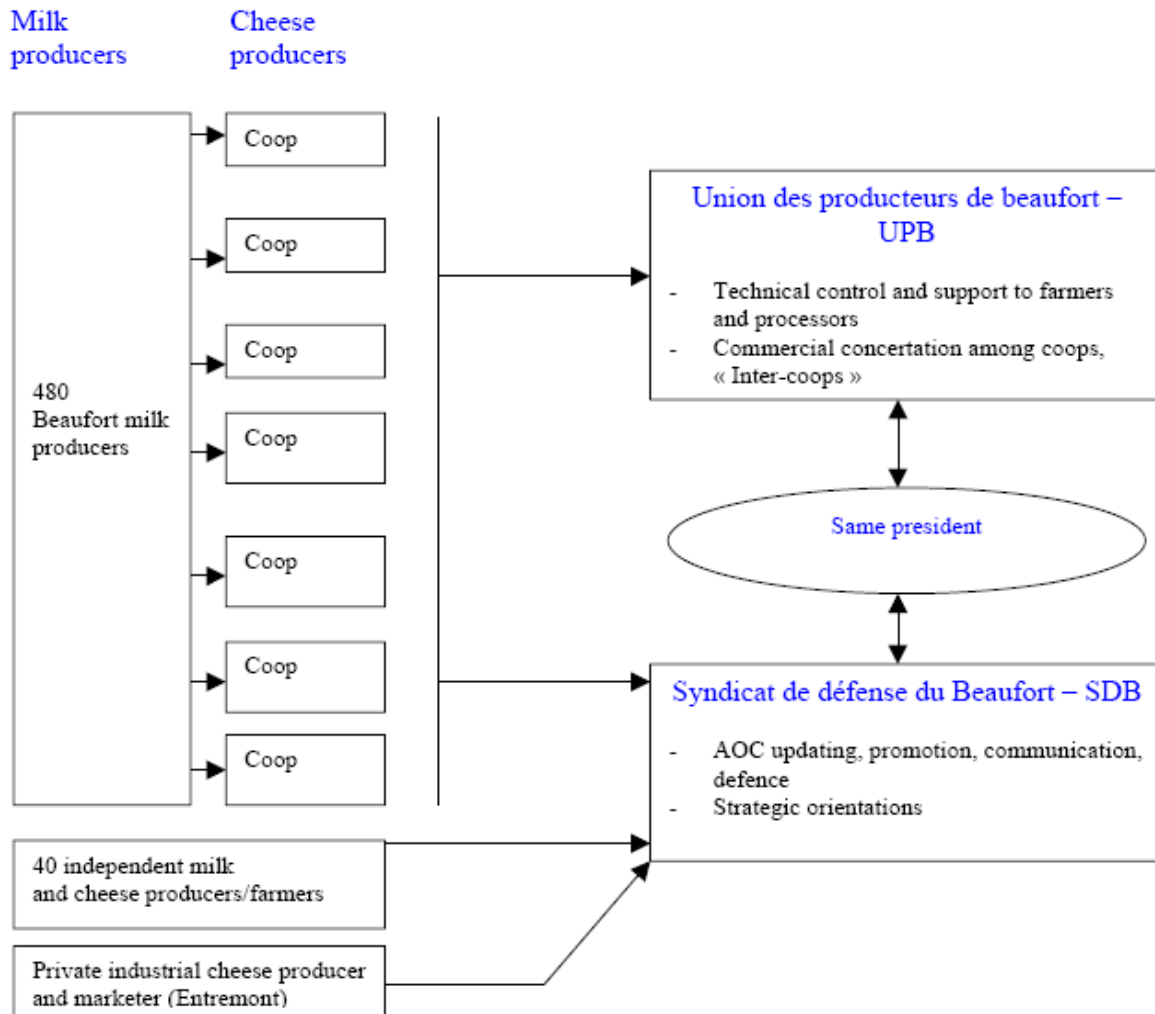 Milk
producers
Cheese
producers
480
Beaufort milk
producers
Coop
Coop
Coop
Coop
Coop
Coop
Coop
40 independent milk
and cheese producers/farmers
Private industrial cheese producer
and marketer (Entremont)
Union des producteurs de beaufort –
UPB
- Technical control and support to farmers
and processors
- Commercial concertation among coops,
« Inter-coops »
Same president
Syndicat de défense du Beaufort – SDB
- AOC updating, promotion, communication,
defence
- Strategic orientations